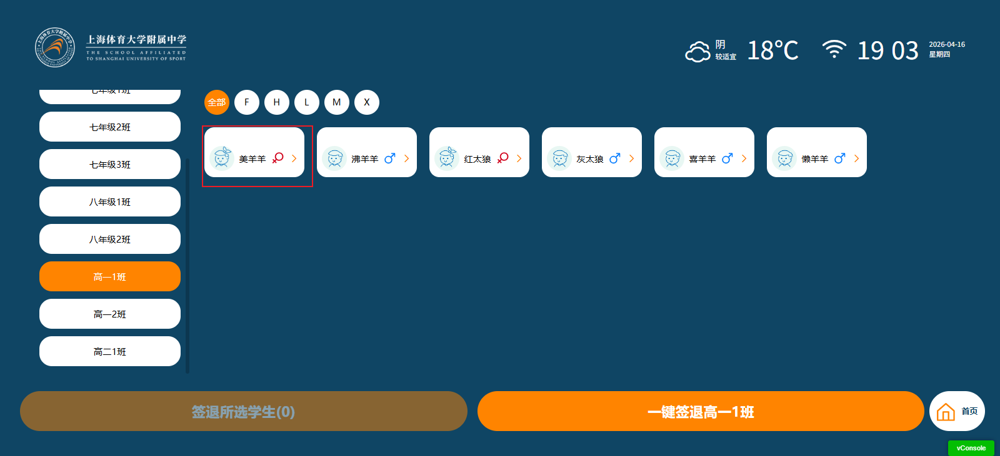 上海体育大学附属中学
THE SCHOOL AFFILIATED
TO SHANGHAI UNIVERSITY OF SPORT
阴
较适宜
18°C
19 03
2026-04-16
星期四
七年级1班
七年级2班
七年级3班
八年级1班
八年级2班
高一1班
高一2班
高二1班
全部 F H L M X
美羊羊
沸羊羊
红太狼
灰太狼
喜羊羊
懒羊羊
签退所选学生(0)
一键签退高一1班
首页
vConsole